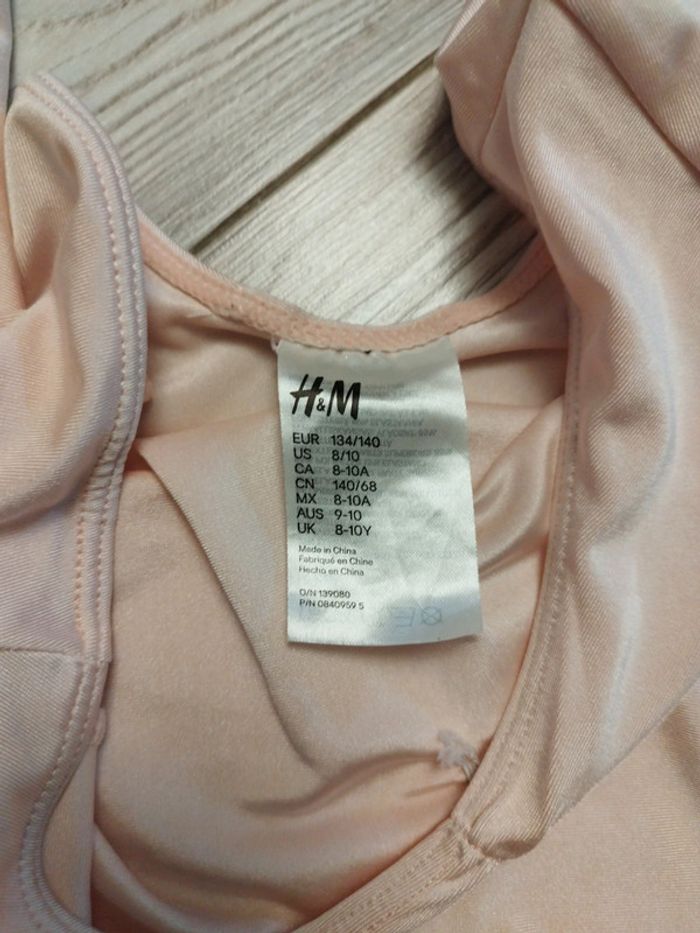 H&M
EUR 134/140
US 8/10
CA 8-10A
CN 140/68
MX 8-10A
AUS 9-10
UK 8-10Y
Made in China
Fabriqué en Chine
Hecho en China
O/N 139080
P/N 0840959 5